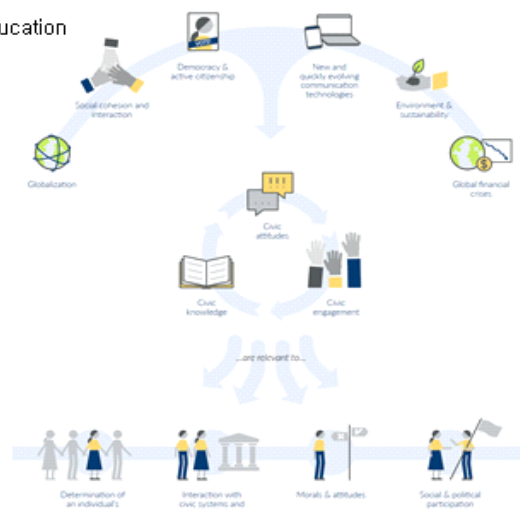 ucation
Democracy &
active citizenship
New and
quickly evolving
communication
technologies
Social cohesion and
interaction
Environment &
sustainability
Globalization
Global financial
crises
Civic
attitudes
Civic
knowledge
Civic
engagement
...are relevant to...
Determination of
an individual's
Interaction with
civic systems and
Morals & attitudes
Social & political
participation